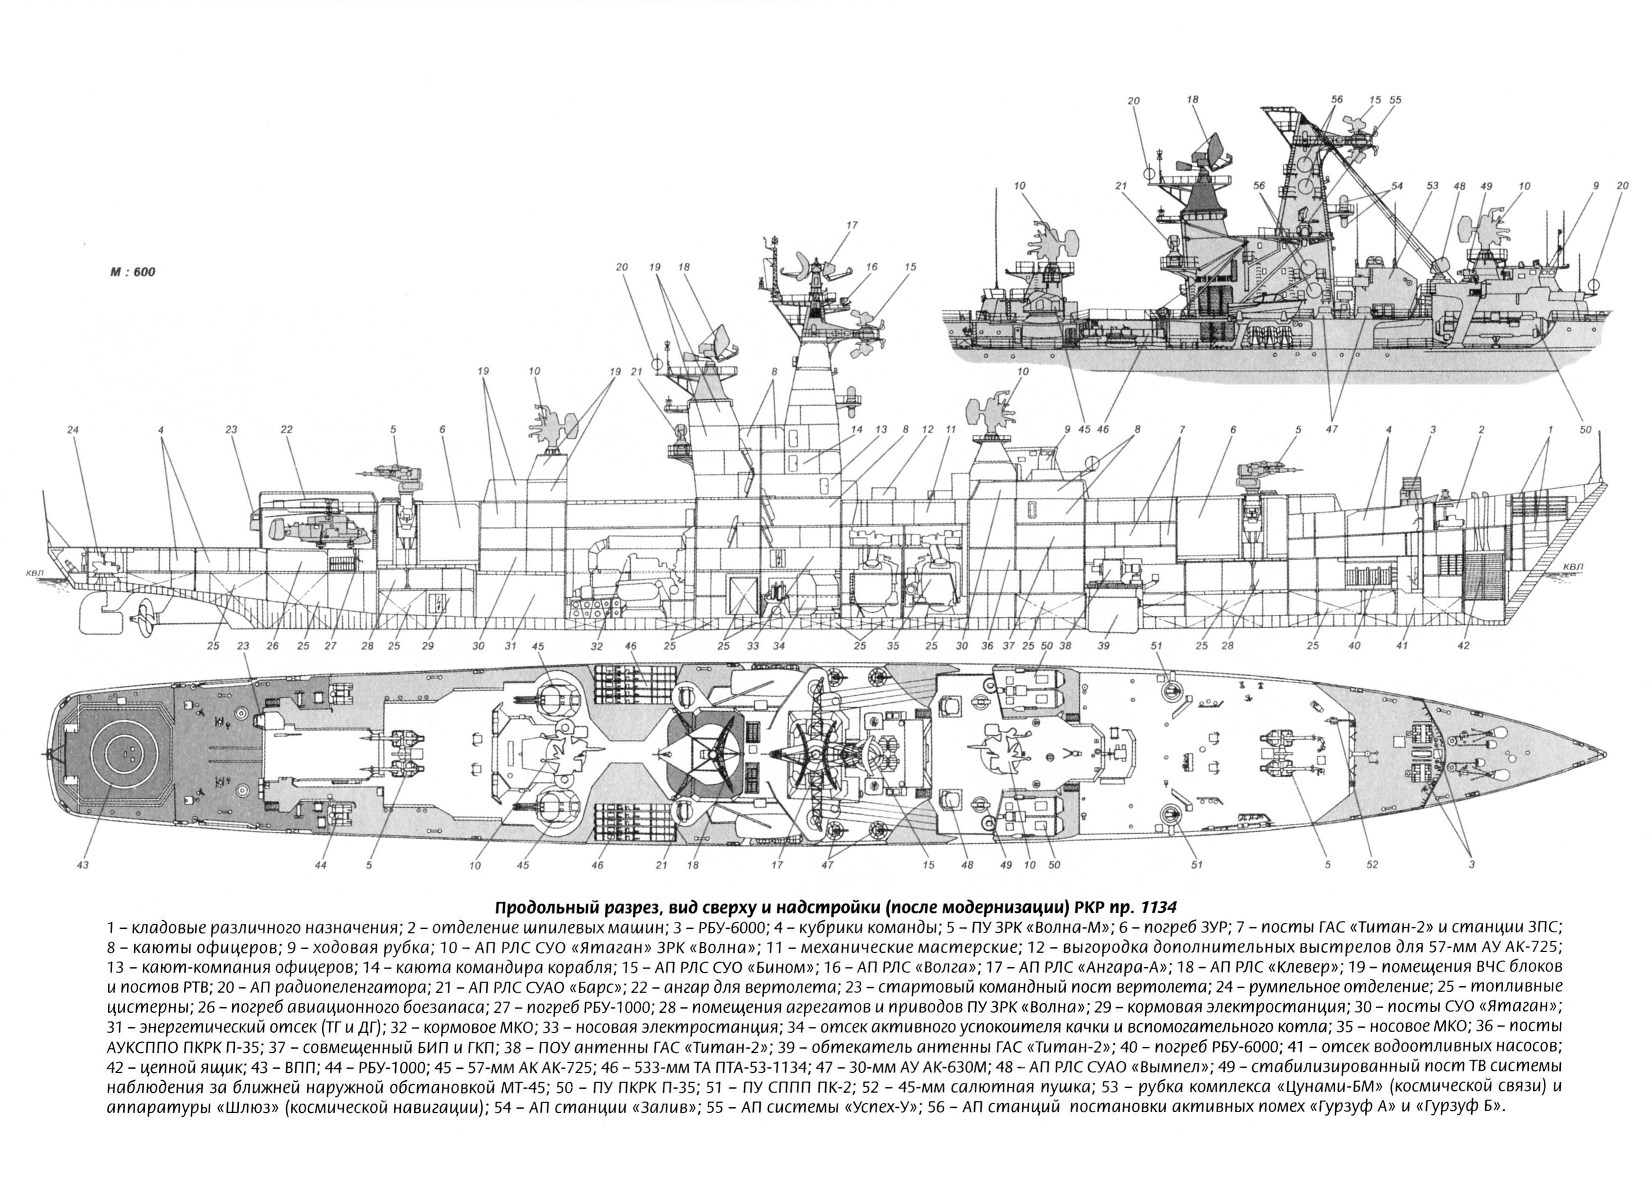 20 18 56 15 55
10 21 56 54 53 48 49 10 9 20
М : 600
17
20 19 18 16 15
19 10 19 21 8 10 45 46 47 50
24 4 23 22 5 6 14 13 8 12 11 9 8 7 6 5 4 3 2 1
КВЛ КВЛ
25 26 25 27 28 25 29 30 31 32 25 25 33 34 25 35 25 30 36 37 25 38 39 25 28 25 40 41 42
23 45 46 50 51
43 44 5 10 45 46 21 18 17 47 15 48 49 10 50 51 5 52 3
Продольный разрез, вид сверху и надстройки (после модернизации) РКР пр. 1134
1 – кладовые различного назначения; 2 – отделение шпилевых машин; 3 – РБУ-6000; 4 – кубрики команды; 5 – ПУ ЗРК «Волна-М»; 6 – погреб ЗУР; 7 – посты ГАС «Титан-2» и станции ЗПС;
8 – каюты офицеров; 9 – ходовая рубка; 10 – АП РЛС СУО «Ятаган» ЗРК «Волна»; 11 – механические мастерские; 12 – выгородка дополнительных выстрелов для 57-мм АУ АК-725;
13 – кают-компания офицеров; 14 – каюта командира корабля; 15 – АП РЛС СУО «Бином»; 16 – АП РЛС «Волга»; 17 – АП РЛС «Ангара-А»; 18 – АП РЛС «Клевер»; 19 – помещения ВЧС блоков
и постов РТВ; 20 – АП радиопеленгатора; 21 – АП РЛС СУАО «Барс»; 22 – ангар для вертолета; 23 – стартовый командный пост вертолета; 24 – румпельное отделение; 25 – топливные
цистерны; 26 – погреб авиационного боезапаса; 27 – погреб РБУ-1000; 28 – помещения агрегатов и приводов ПУ ЗРК «Волна»; 29 – кормовая электростанция; 30 – посты СУО «Ятаган»;
31 – энергетический отсек (ТГ и ДГ); 32 – кормовое МКО; 33 – носовая электростанция; 34 – отсек активного успокоителя качки и вспомогательного котла; 35 – носовое МКО; 36 – посты
АУКСППО ПКРК П-35; 37 – совмещенный БИП и ГКП; 38 – ПОУ антенны ГАС «Титан-2»; 39 – обтекатель антенны ГАС «Титан-2»; 40 – погреб РБУ-6000; 41 – отсек водоотливных насосов;
42 – цепной ящик; 43 – ВПП; 44 – РБУ-1000; 45 – 57-мм АК АК-725; 46 – 533-мм ТА ПТА-53-1134; 47 – 30-мм АУ АК-630М; 48 – АП РЛС СУАО «Вымпел»; 49 – стабилизированный пост ТВ системы
наблюдения за ближней наружной обстановкой МТ-45; 50 – ПУ ПКРК П-35; 51 – ПУ СППП ПК-2; 52 – 45-мм салютная пушка; 53 – рубка комплекса «Цунами-БМ» (космической связи) и
аппаратуры «Шлюз» (космической навигации); 54 – АП станции «Залив»; 55 – АП системы «Успех-У»; 56 – АП станций постановки активных помех «Гурзуф А» и «Гурзуф Б».